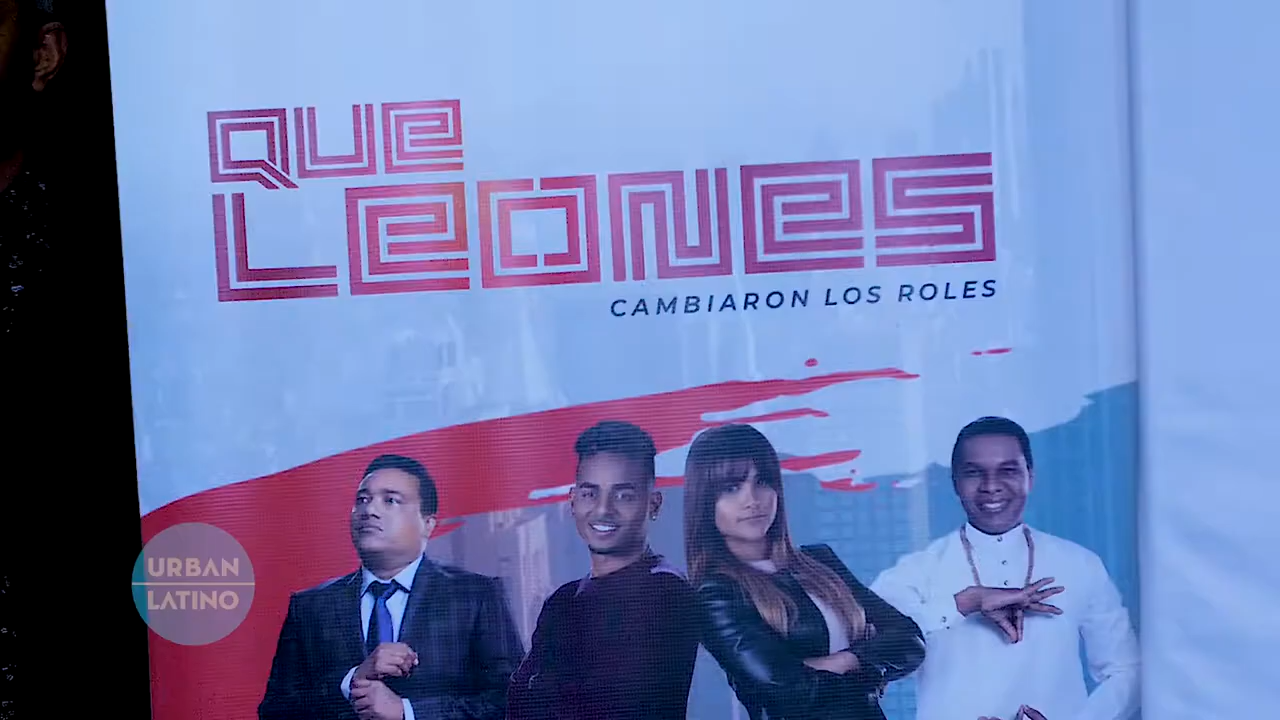 QUE
LEONES
CAMBIARON LOS ROLES
URBAN
LATINO